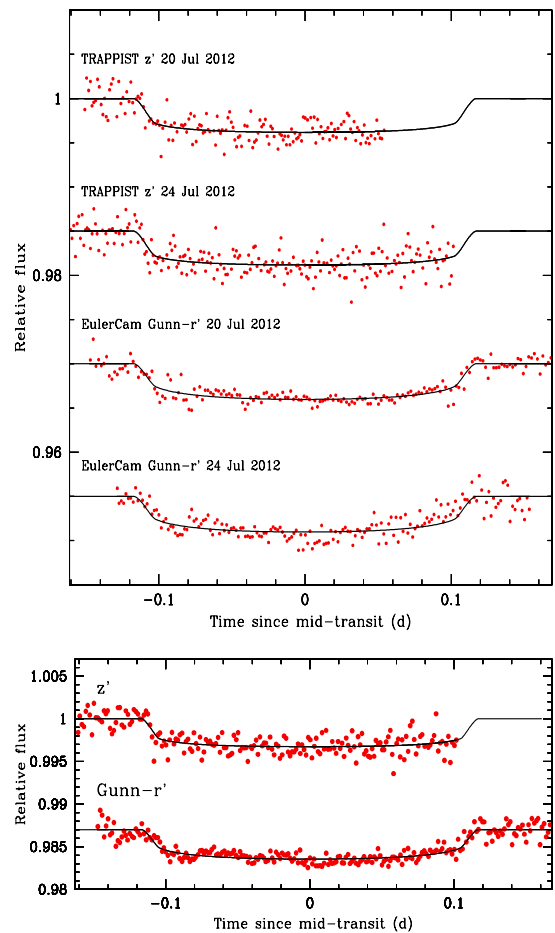 TRAPPIST z' 20 Jul 2012
1
TRAPPIST z' 24 Jul 2012
0.98
EulerCam Gunn-r' 20 Jul 2012
0.96
EulerCam Gunn-r' 24 Jul 2012
Relative flux
-0.1 0 0.1
Time since mid-transit (d)
1.005
z'
1
0.995
Gunn-r'
0.99
0.985
0.98
Relative flux
-0.1 0 0.1
Time since mid-transit (d)